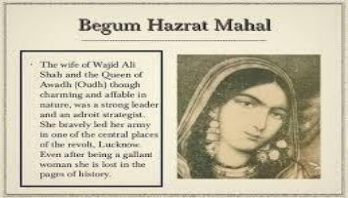 Begum Hazrat Mahal
• The wife of Wajid Ali
Shah and the Queen of
Awadh (Oudh) though
charming and affable in
nature, was a strong leader
and an adroit strategist.
She bravely led her army
in one of the central places
of the revolt, Lucknow.
Even after being a gallant
woman she is lost in the
pages of history.